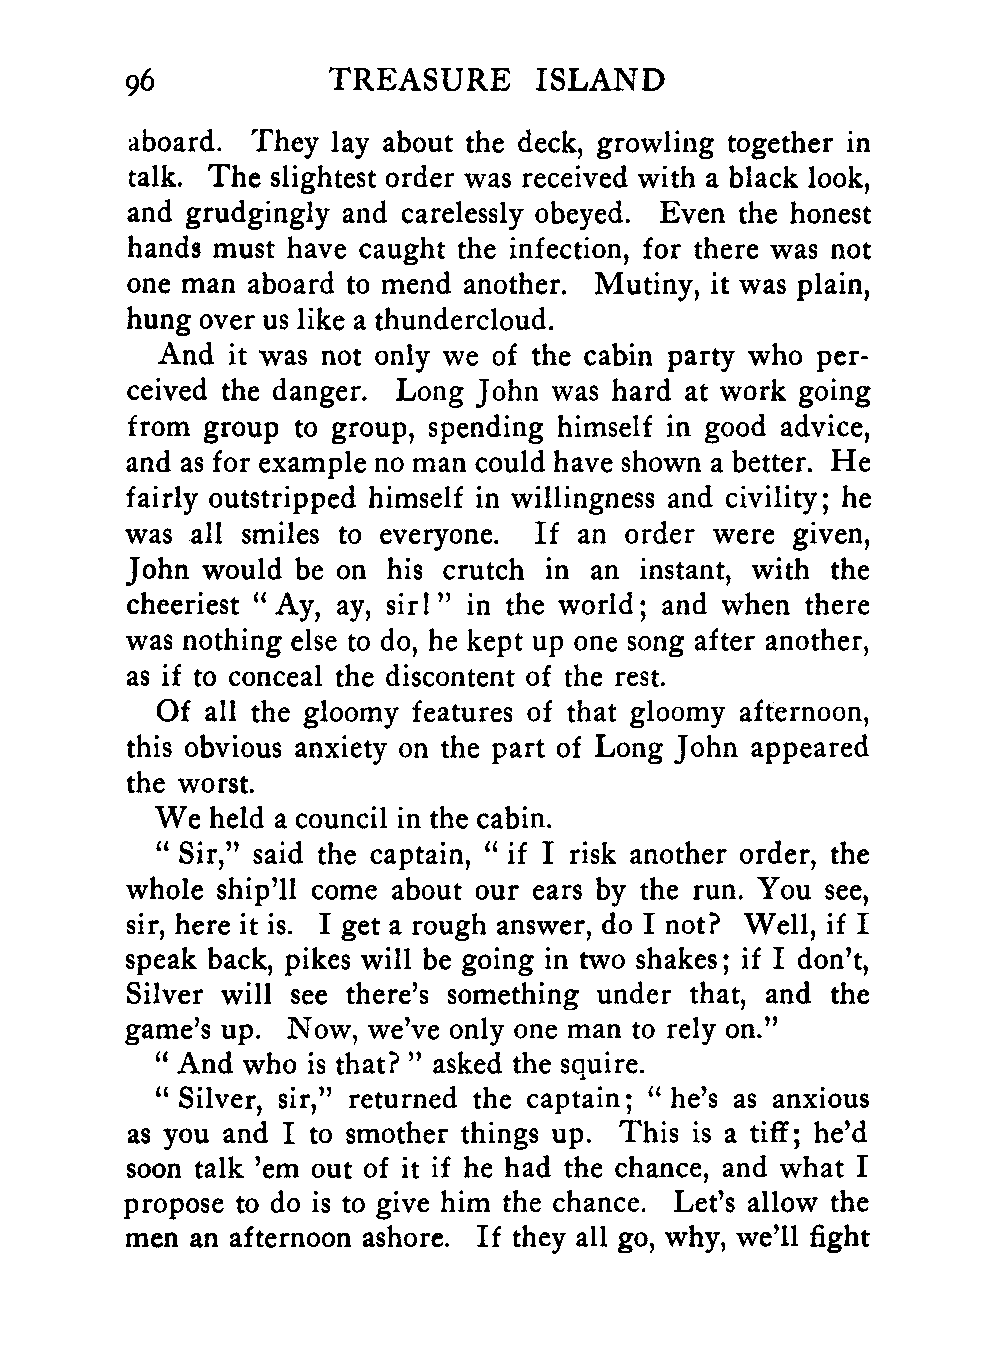 96 TREASURE ISLAND
aboard. They lay about the deck, growling together in
talk. The slightest order was received with a black look,
and grudgingly and carelessly obeyed. Even the honest
hands must have caught the infection, for there was not
one man aboard to mend another. Mutiny, it was plain,
hung over us like a thundercloud.
And it was not only we of the cabin party who per-
ceived the danger. Long John was hard at work going
from group to group, spending himself in good advice,
and as for example no man could have shown a better. He
fairly outstripped himself in willingness and civility; he
was all smiles to everyone. If an order were given,
John would be on his crutch in an instant, with the
cheeriest “ Ay, ay, sir! ” in the world; and when there
was nothing else to do, he kept up one song after another,
as if to conceal the discontent of the rest.
Of all the gloomy features of that gloomy afternoon,
this obvious anxiety on the part of Long John appeared
the worst.
We held a council in the cabin.
“ Sir,” said the captain, “ if I risk another order, the
whole ship’ll come about our ears by the run. You see,
sir, here it is. I get a rough answer, do I not? Well, if I
speak back, pikes will be going in two shakes; if I don’t,
Silver will see there’s something under that, and the
game’s up. Now, we’ve only one man to rely on.”
“ And who is that? ” asked the squire.
“ Silver, sir,” returned the captain; “ he’s as anxious
as you and I to smother things up. This is a tiff; he’d
soon talk ’em out of it if he had the chance, and what I
propose to do is to give him the chance. Let’s allow the
men an afternoon ashore. If they all go, why, we’ll fight